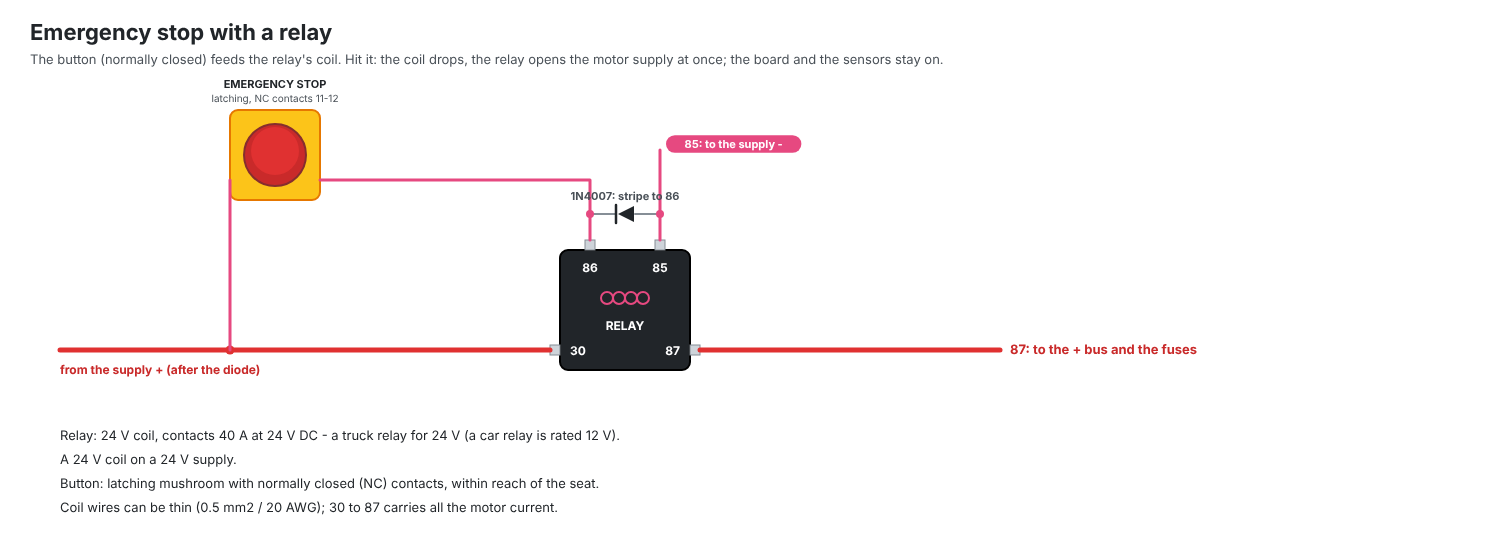 Emergency stop with a relay
The button (normally closed) feeds the relay's coil. Hit it: the coil drops, the relay opens the motor supply at once; the board and the sensors stay on.
EMERGENCY STOP
latching, NC contacts 11-12
85: to the supply -
1N4007: stripe to 86
86 85
RELAY
30 87
87: to the + bus and the fuses
from the supply + (after the diode)
Relay: 24 V coil, contacts 40 A at 24 V DC - a truck relay for 24 V (a car relay is rated 12 V).
A 24 V coil on a 24 V supply.
Button: latching mushroom with normally closed (NC) contacts, within reach of the seat.
Coil wires can be thin (0.5 mm2 / 20 AWG); 30 to 87 carries all the motor current.